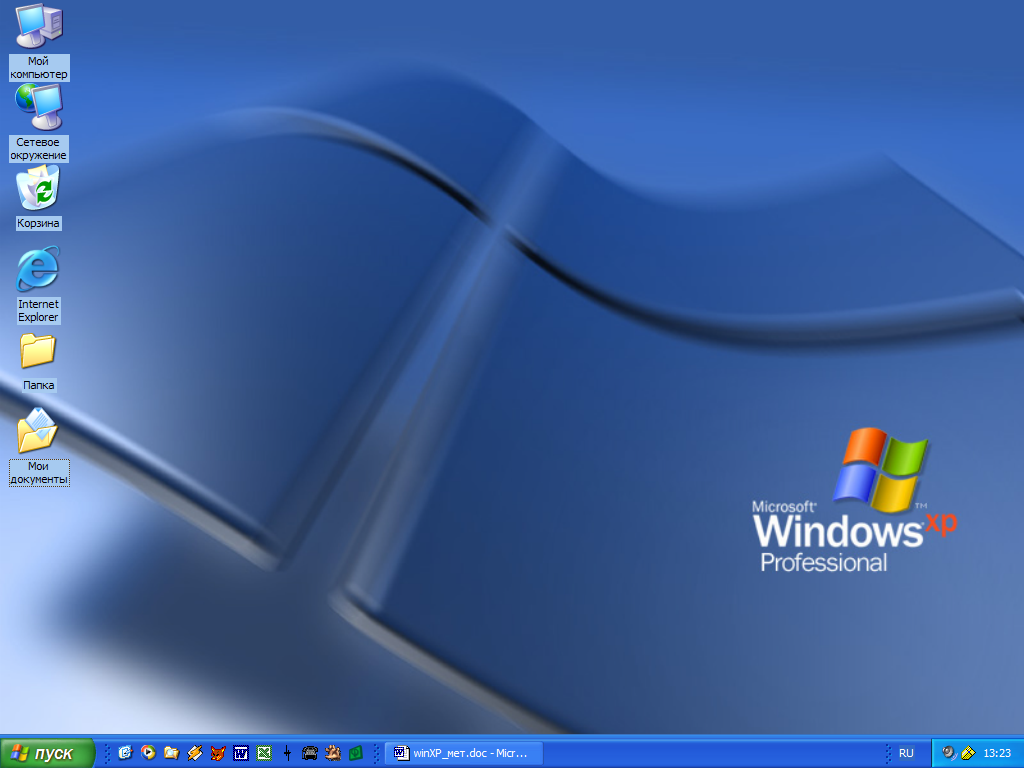 Мой
компьютер
Сетевое
окружение
Корзина
Internet
Explorer
Папка
Мои
документы
Microsoft®
Windows xp
TM
Professional
пуск
winXP_мет.doc - Micr...
RU
13:23